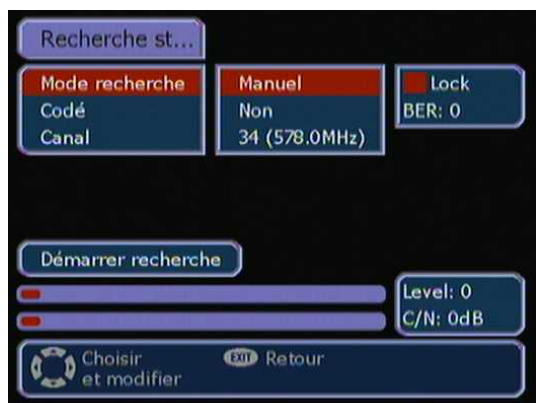 Recherche st...
Mode recherche
Manuel
Lock
Codé
Non
BER: 0
Canal
34 (578.0MHz)
Démarrer recherche
Level: 0
C/N: 0dB
Choisir
et modifier
EXIT Retour